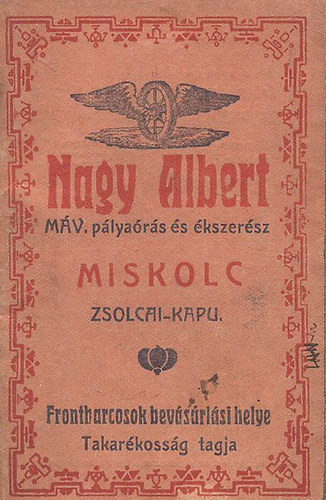 Nagy Albert
MÁV. pályaórás és ékszerész
MISKOLC
ZSOLCAI-KAPU.
Frontharcosok bevásárlási helye
Takarékosság tagja